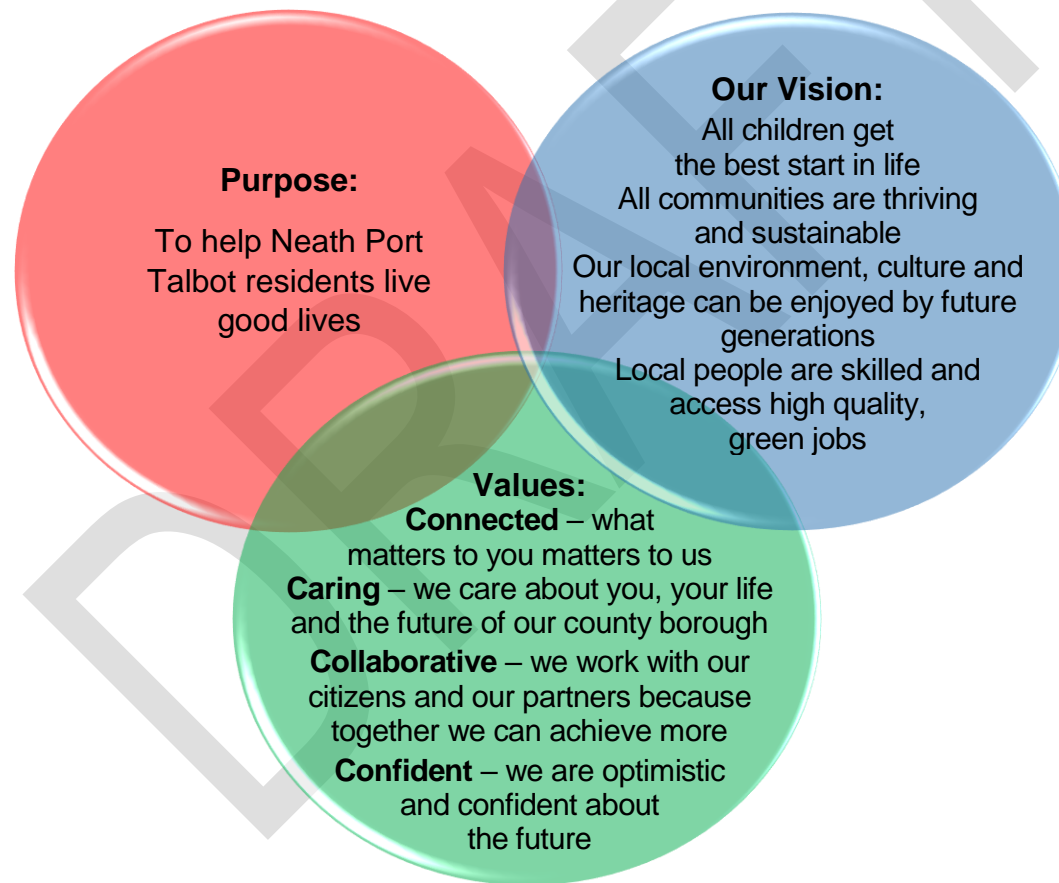 Purpose:
To help Neath Port
Talbot residents live
good lives
Our Vision:
All children get
the best start in life
All communities are thriving
and sustainable
Our local environment, culture and
heritage can be enjoyed by future
generations
Local people are skilled and
access high quality,
green jobs
Values:
Connected – what
matters to you matters to us
Caring – we care about you, your life
and the future of our county borough
Collaborative – we work with our
citizens and our partners because
together we can achieve more
Confident – we are optimistic
and confident about
the future
DRAFT